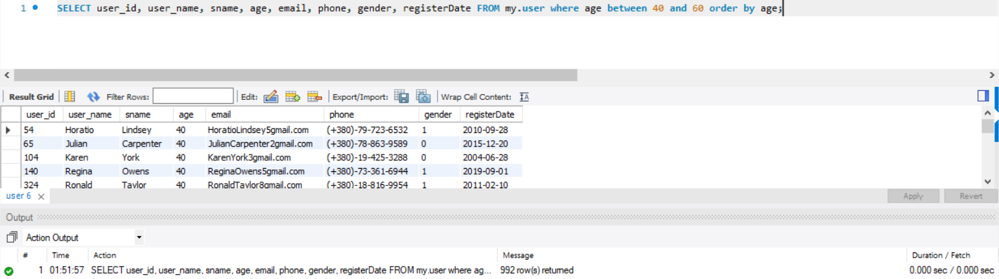 1 SELECT user_id, user_name, sname, age, email, phone, gender, registerDate FROM my.user where age between 40 and 60 order by age;
Result Grid Filter Rows: Edit: Export/Import: Wrap Cell Content: IA
user_id user_name sname age email phone gender registerDate
54 Horatio Lindsey 40 HoratioLindsey5gmail.com (+380)-79-723-6532 1 2010-09-28
65 Julian Carpenter 40 JulianCarpenter2gmail.com (+380)-78-863-9589 0 2015-12-20
104 Karen York 40 KarenYork3gmail.com (+380)-19-425-3288 0 2004-06-28
140 Regina Owens 40 ReginaOwens5gmail.com (+380)-73-361-6944 1 2019-09-01
324 Ronald Taylor 40 RonaldTaylor8gmail.com (+380)-18-816-9954 1 2011-02-10
user 6 Apply Revert
Output
Action Output
# Time Action Message Duration / Fetch
1 01:51:57 SELECT user_id, user_name, sname, age, email, phone, gender, registerDate FROM my.user where ag... 992 row(s) returned 0.000 sec / 0.000 sec